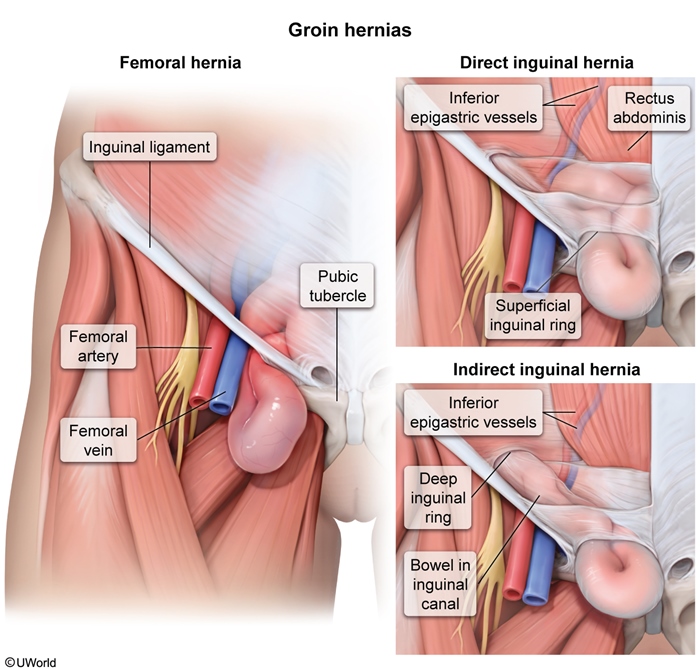 Groin hernias
Femoral hernia
Inguinal ligament
Pubic
tubercle
Femoral
artery
Femoral
vein
Direct inguinal hernia
Inferior
epigastric vessels
Rectus
abdominis
Superficial
inguinal ring
Indirect inguinal hernia
Inferior
epigastric vessels
Deep
inguinal
ring
Bowel in
inguinal
canal
©UWorld